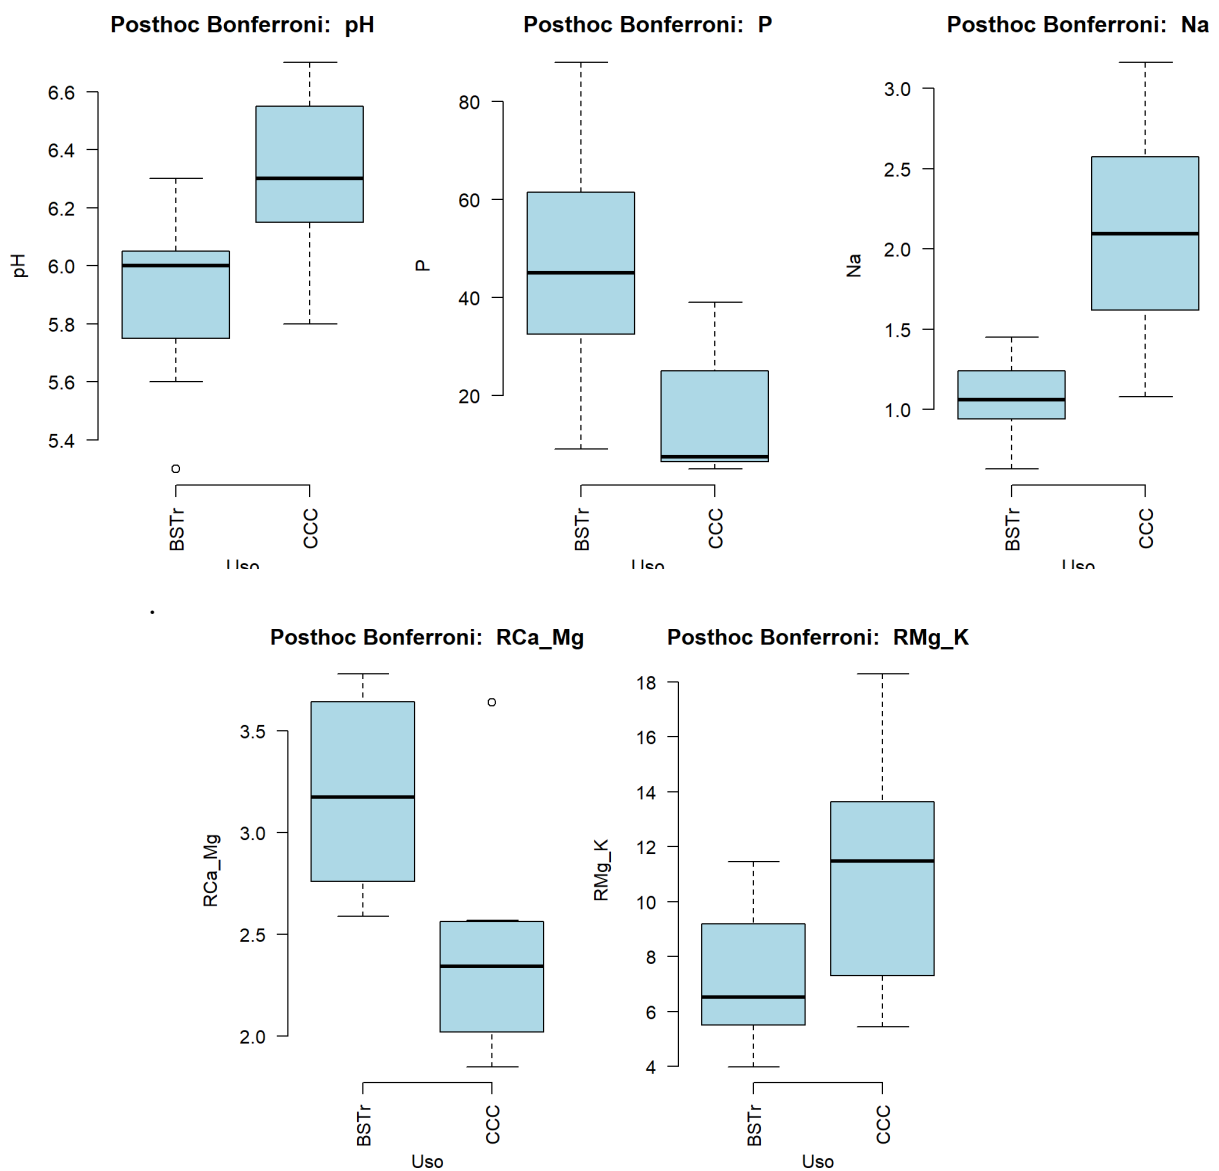 Posthoc Bonferroni: pH
6.6
6.4
6.2
6.0
5.8
5.6
5.4
pH
BSTr
CCC
Uso
Posthoc Bonferroni: P
80
60
40
20
P
BSTr
CCC
Posthoc Bonferroni: Na
3.0
2.5
2.0
1.5
1.0
Na
BSTr
CCC
Uso
.
Posthoc Bonferroni: RCa_Mg
3.5
3.0
2.5
2.0
RCa_Mg
BSTr
CCC
Uso
Posthoc Bonferroni: RMg_K
18
16
14
12
10
8
6
4
RMg_K
BSTr
CCC
Uso